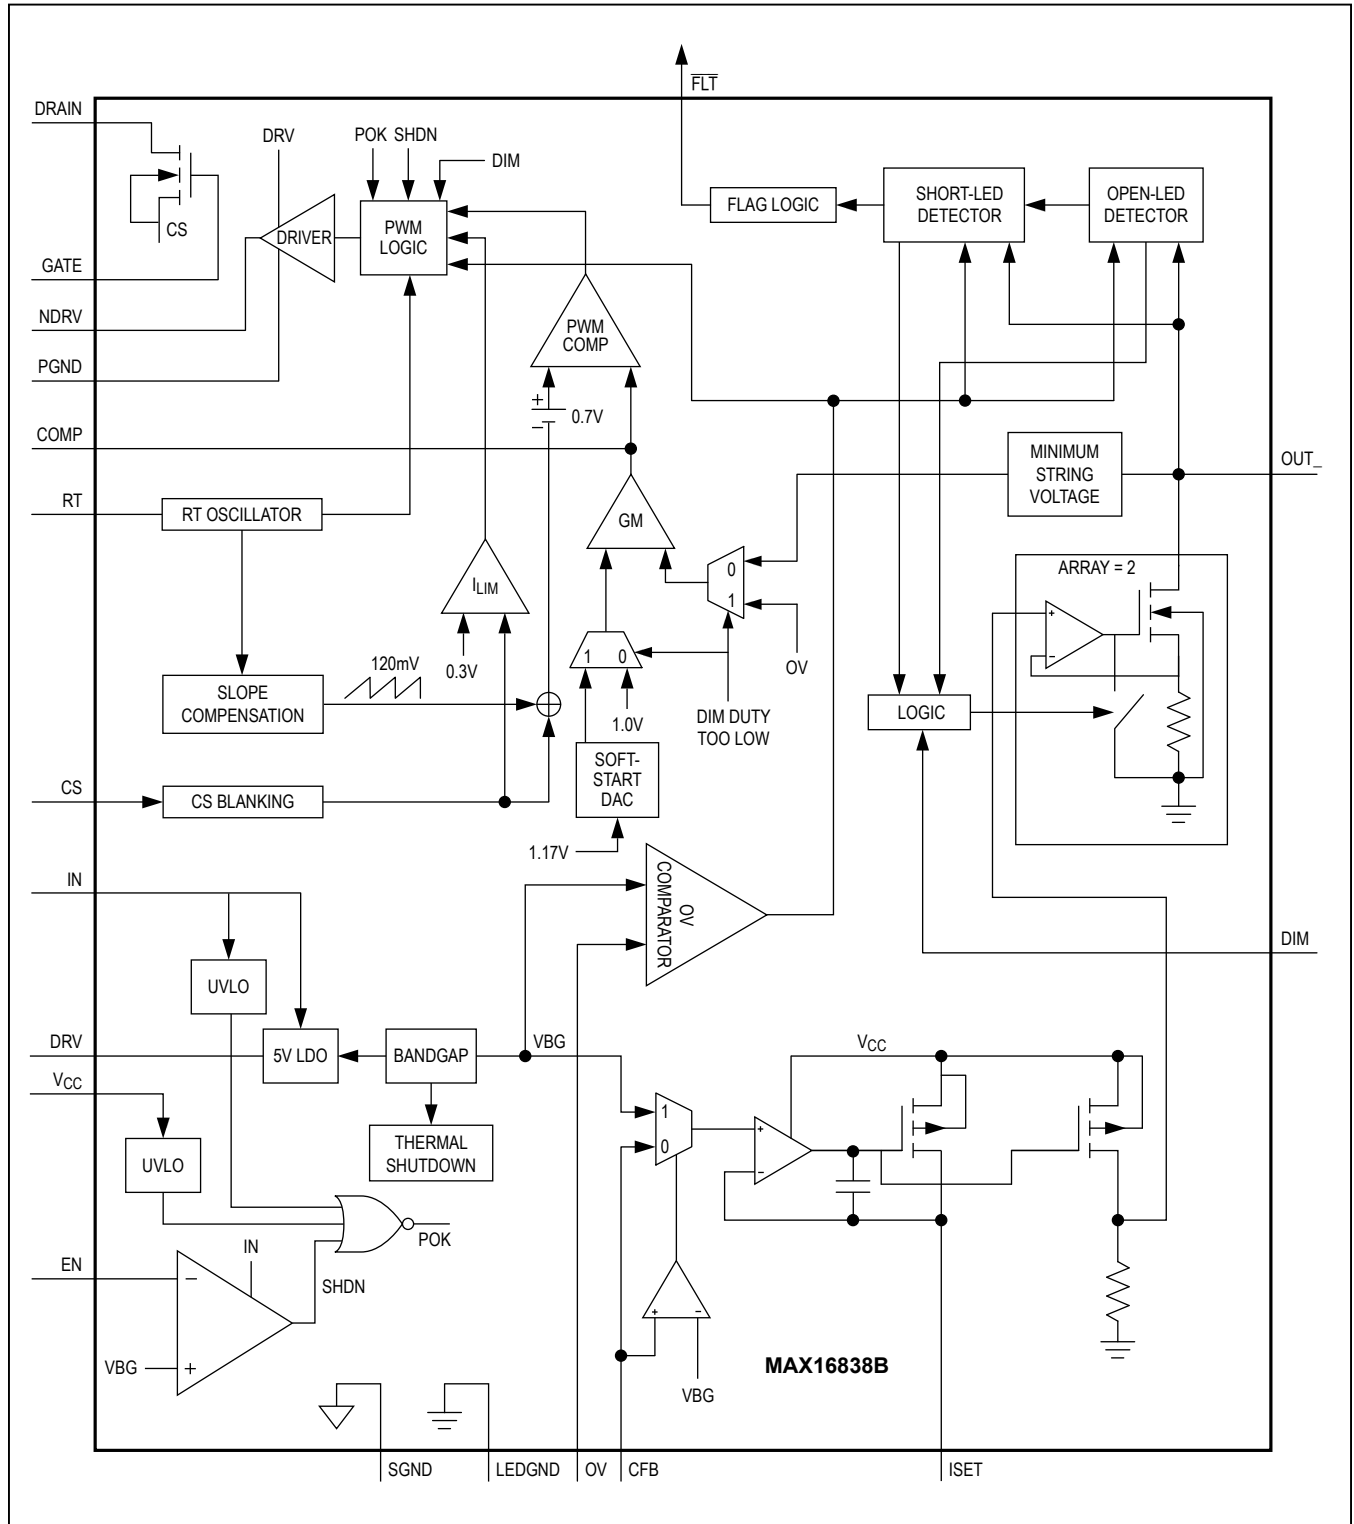 FLT
DRAIN
DRV
POK SHDN
DIM
CS
DRIVER
PWM
LOGIC
FLAG LOGIC
SHORT-LED
DETECTOR
OPEN-LED
DETECTOR
GATE
NDRV
PGND
PWM
COMP
+
−
0.7V
COMP
MINIMUM
STRING
VOLTAGE
OUT_
RT
RT OSCILLATOR
GM
0
1
ARRAY = 2
+
−
ILIM
0.3V
1 0
1.0V
OV
120mV
SLOPE
COMPENSATION
DIM DUTY
TOO LOW
LOGIC
SOFT-
START
DAC
CS
CS BLANKING
1.17V
IN
OV
COMPARATOR
DIM
UVLO
DRV
5V LDO
BANDGAP
VBG
VCC
VCC
1
0
+
−
THERMAL
SHUTDOWN
UVLO
POK
IN
EN
−
SHDN
VBG
+
+ −
VBG
MAX16838B
SGND
LEDGND
OV
CFB
ISET